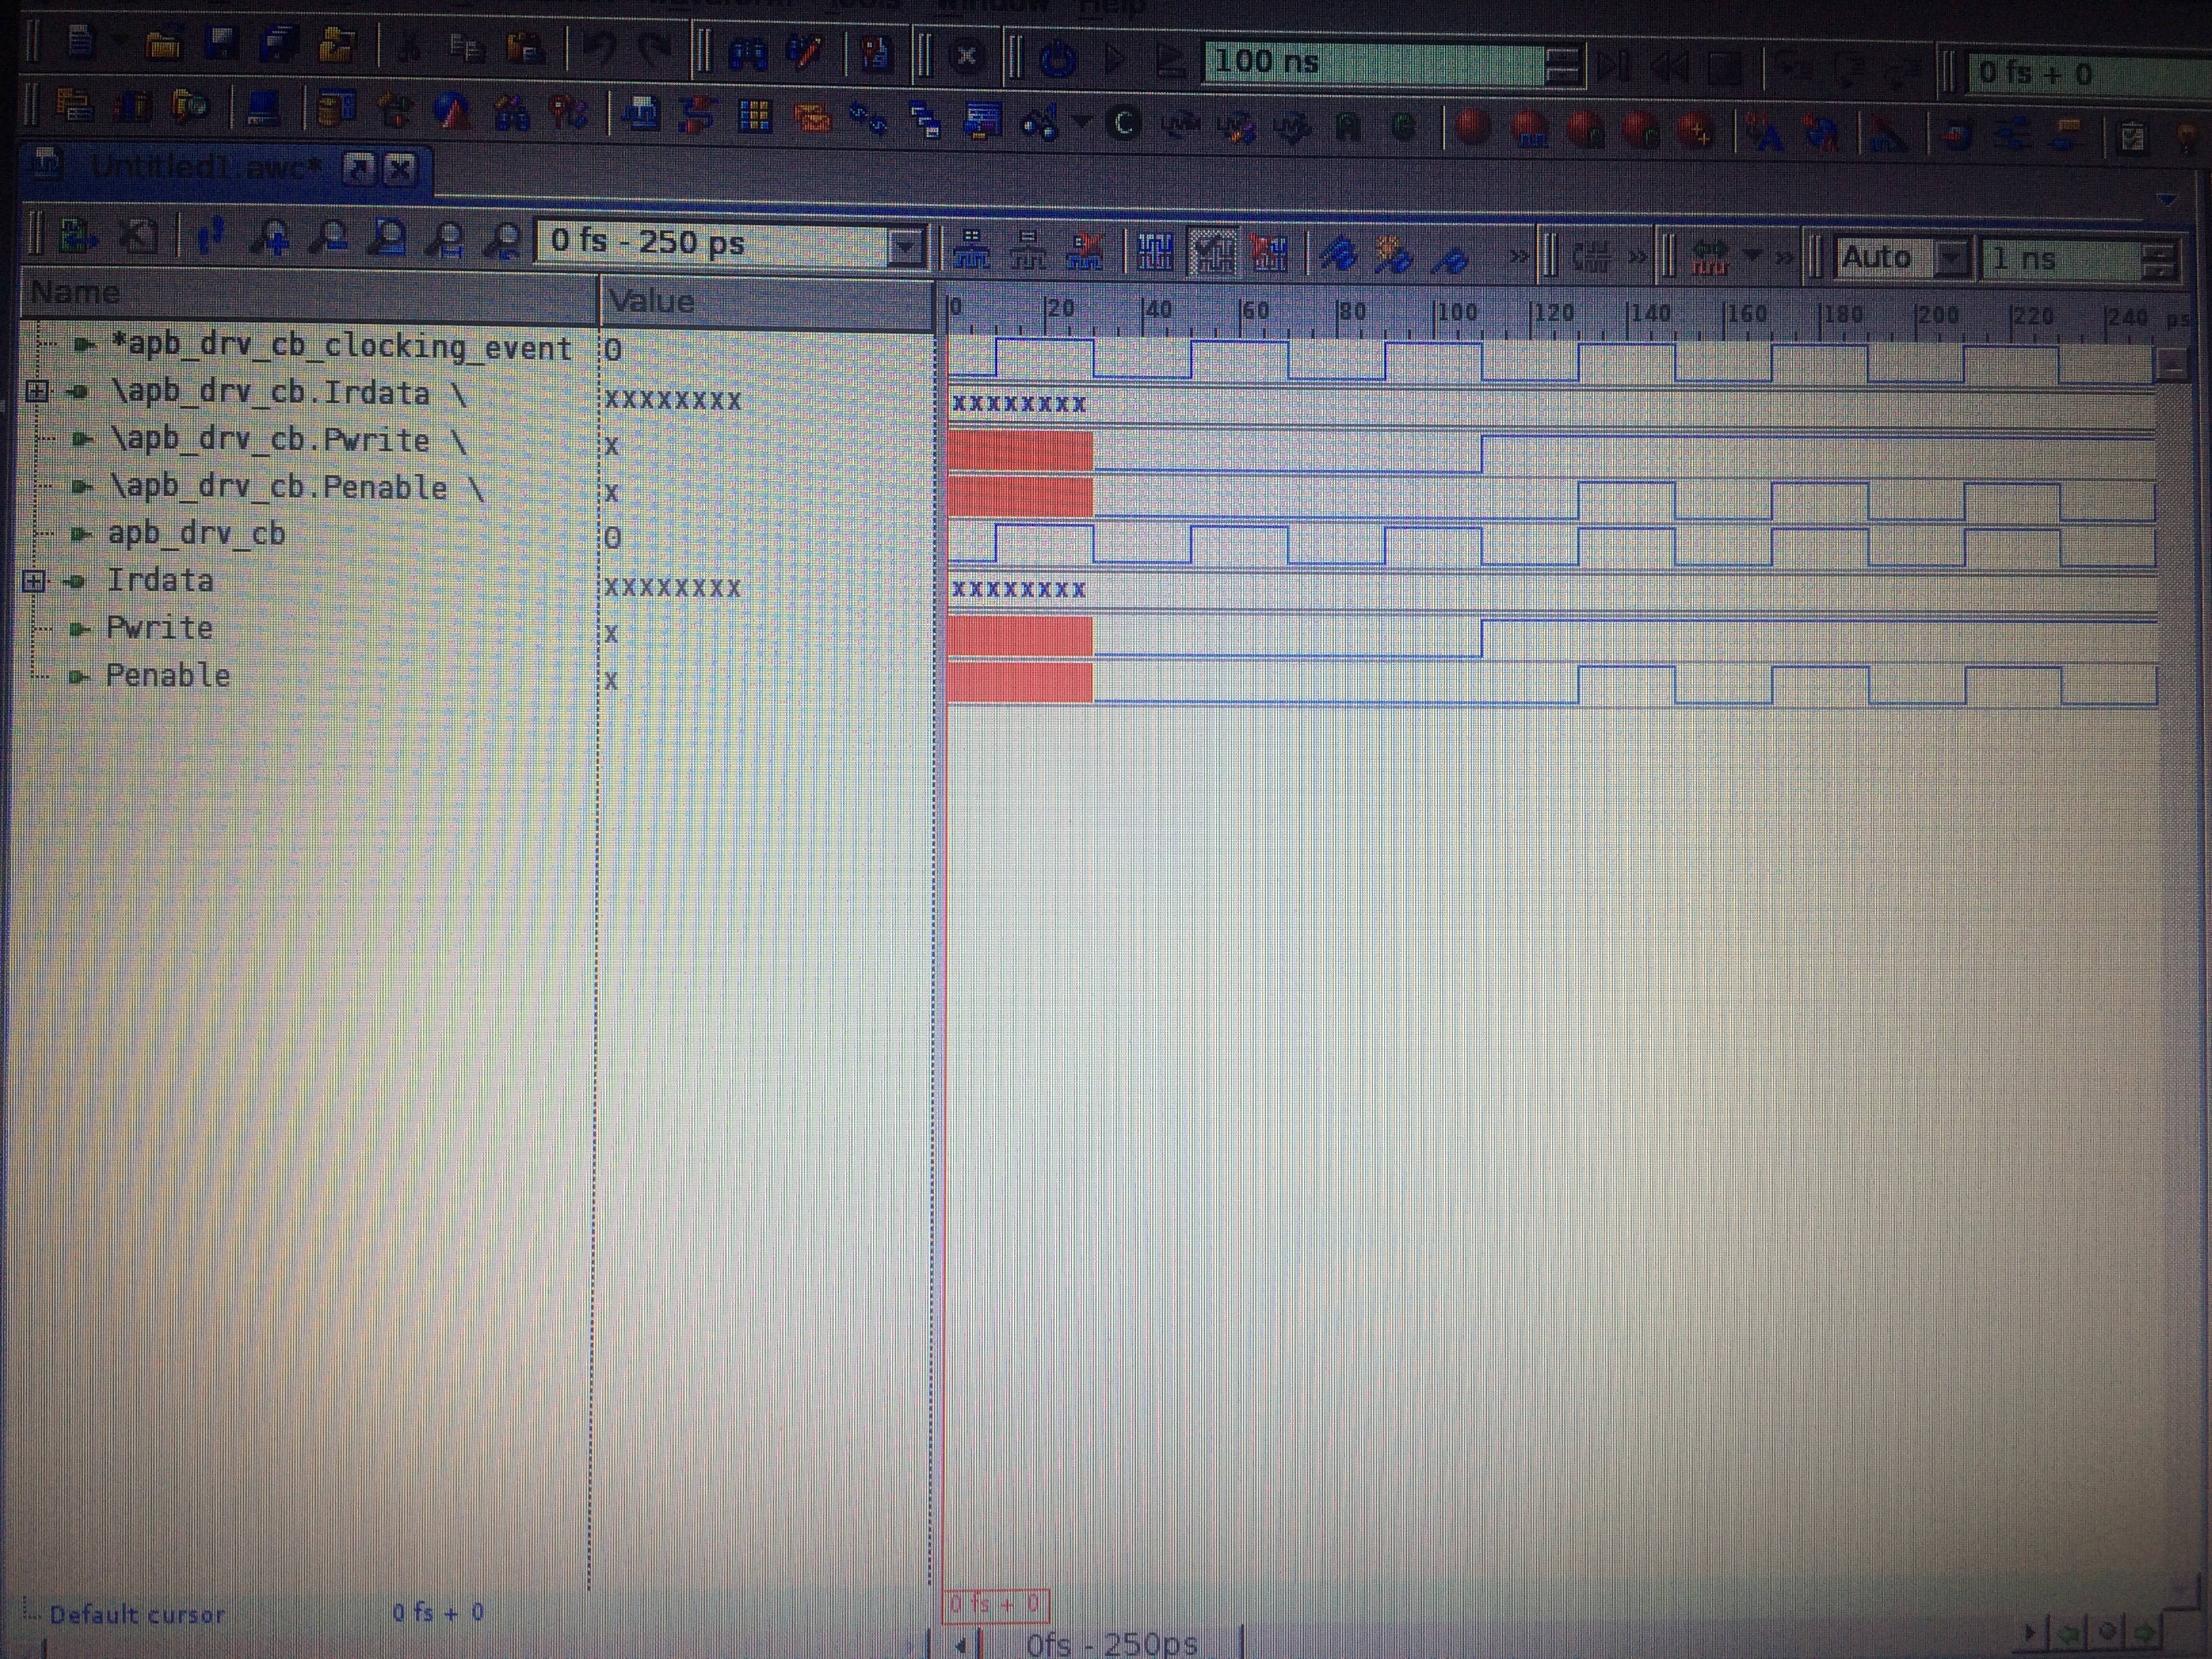 Window Help
100 ns
0 fs + 0
C
Untitled1.awc*
0 fs - 250 ps
Auto
1 ns
Name Value
0 20 40 60 80 100 120 140 160 180 200 220 240 ps
*apb_drv_cb_clocking_event 0
\apb_drv_cb.Irdata \ xxxxxxxx xxxxxxxx
\apb_drv_cb.Pwrite \ x
\apb_drv_cb.Penable \ x
apb_drv_cb 0
Irdata xxxxxxxx xxxxxxxx
Pwrite x
Penable x
Default cursor 0 fs + 0 0 fs + 0
0fs - 250ps